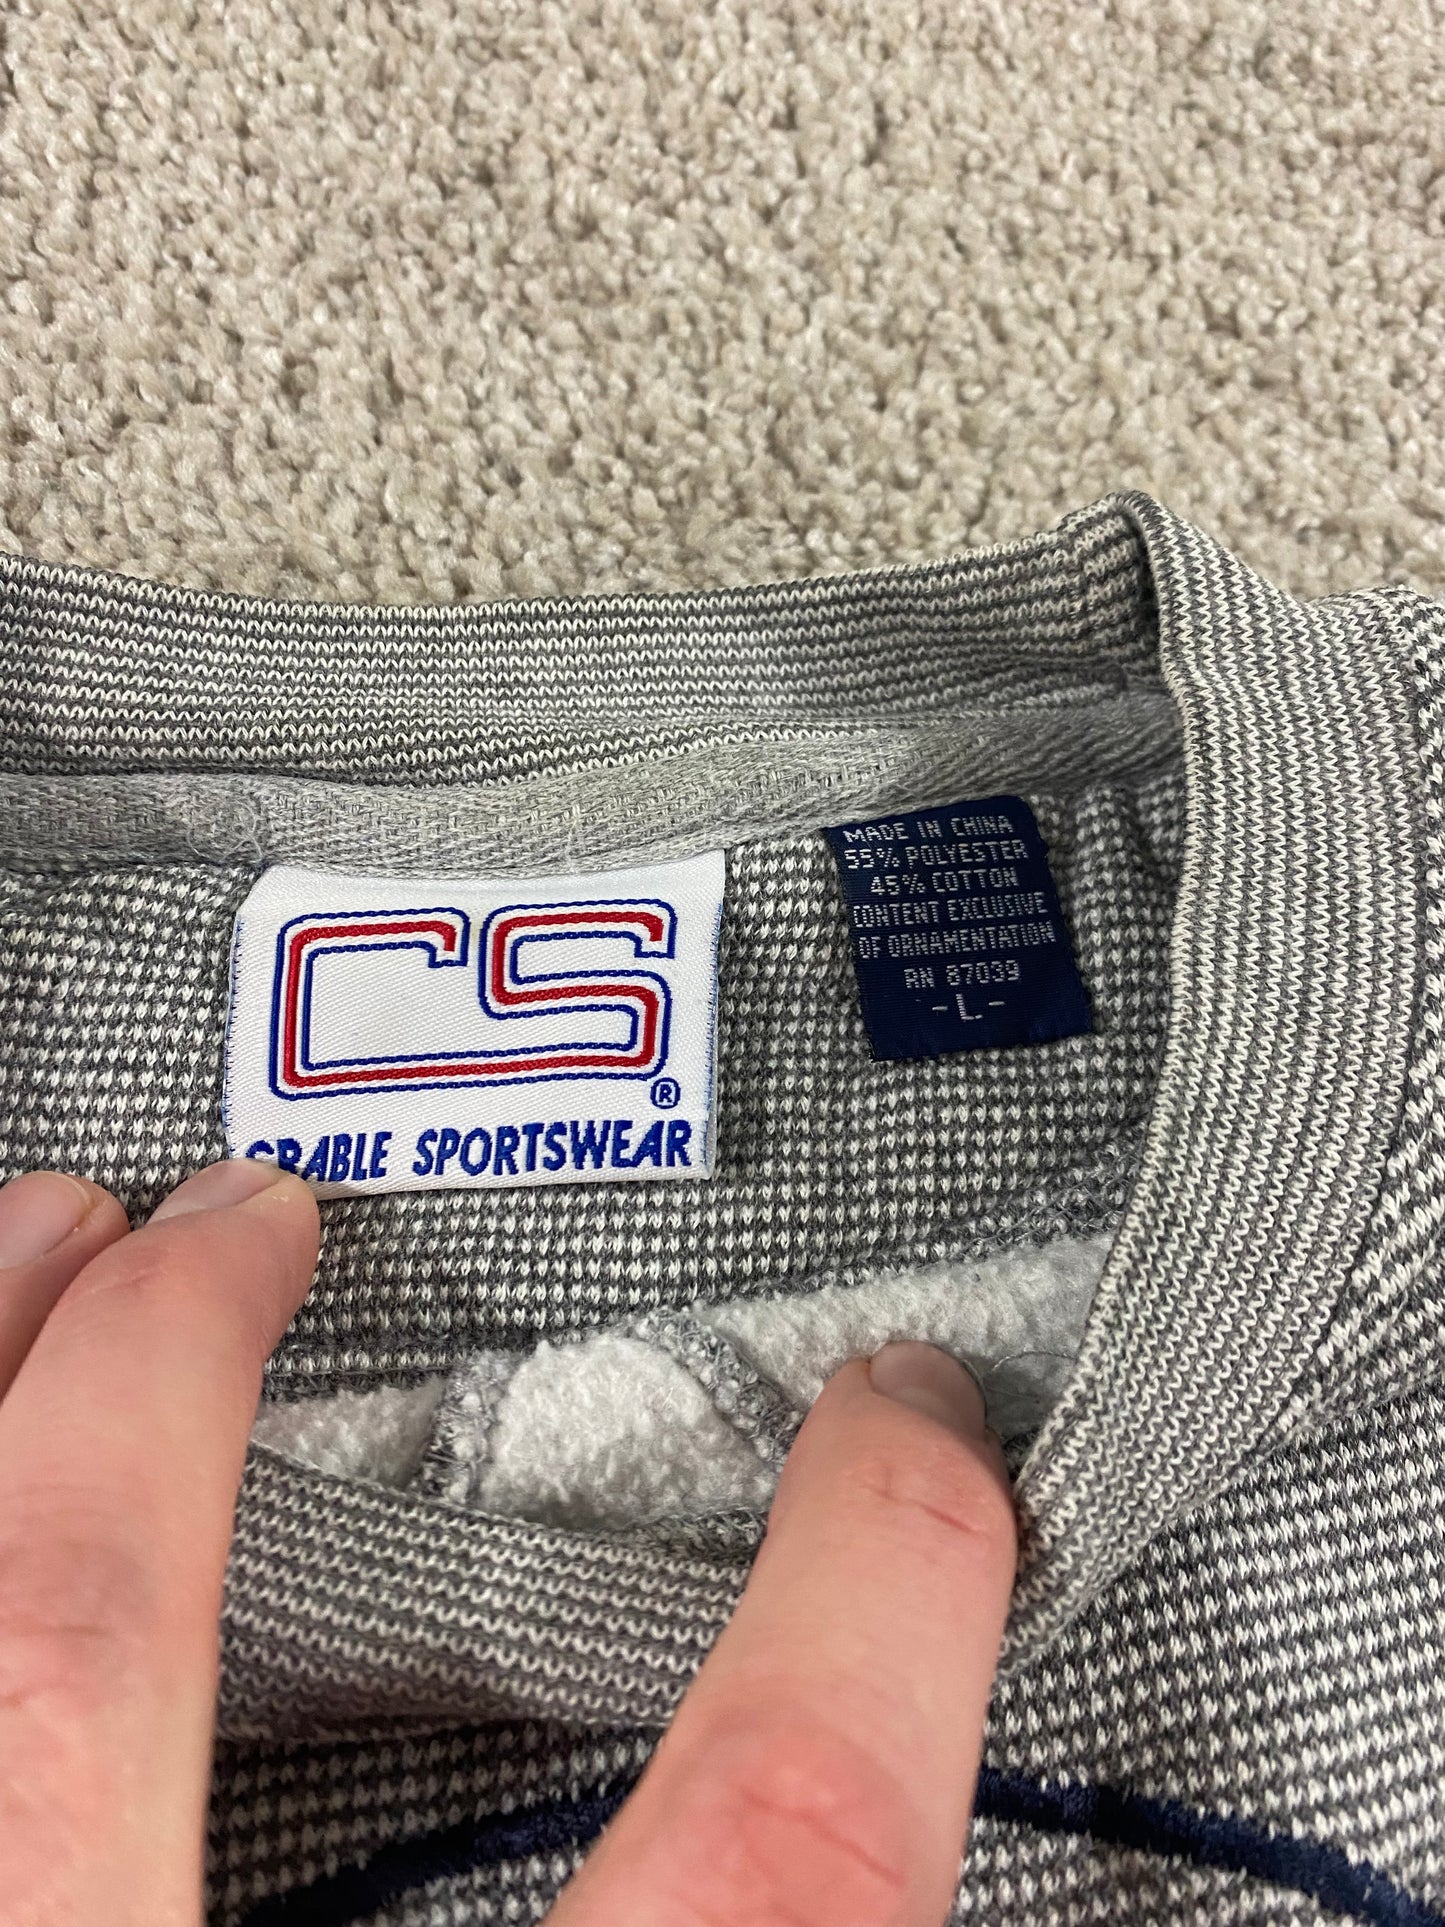 CS
®
CRABLE SPORTSWEAR
MADE IN CHINA
55% POLYESTER
45% COTTON
CONTENT EXCLUSIVE
OF ORNAMENTATION
RN 87039
-L-